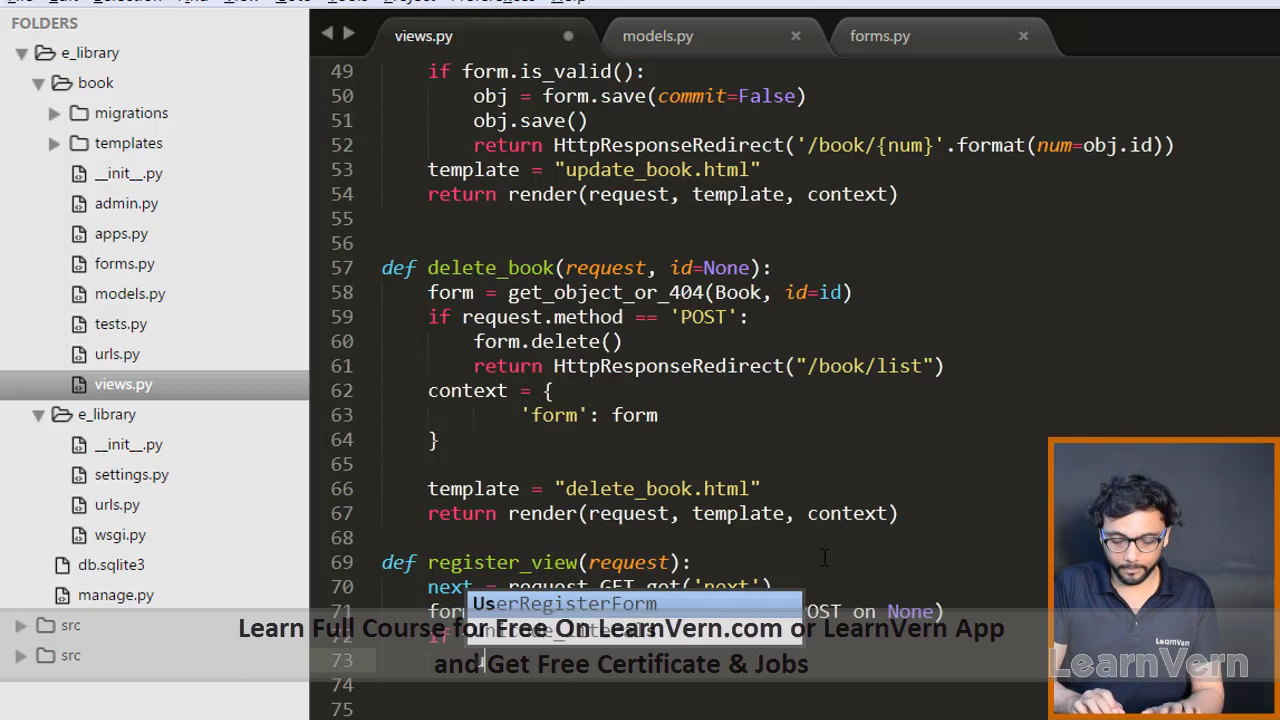 FOLDERS
e_library
book
migrations
templates
__init__.py
admin.py
apps.py
forms.py
models.py
tests.py
urls.py
views.py
e_library
__init__.py
settings.py
urls.py
wsgi.py
db.sqlite3
manage.py
src
src
views.py
models.py
forms.py
49 if form.is_valid():
50 obj = form.save(commit=False)
51 obj.save()
52 return HttpResponseRedirect('/book/{num}'.format(num=obj.id))
53 template = "update_book.html"
54 return render(request, template, context)
55
56
57 def delete_book(request, id=None):
58 form = get_object_or_404(Book, id=id)
59 if request.method == 'POST':
60 form.delete()
61 return HttpResponseRedirect("/book/list")
62 context = {
63 'form': form
64 }
65
66 template = "delete_book.html"
67 return render(request, template, context)
68
69 def register_view(request):
70 next = request.GET.get('next')
71 form POST on None)
72 if
73 u
74
75
UserRegisterForm
Learn Full Course for Free On LearnVern.com or LearnVern App
and Get Free Certificate & Jobs
LearnVern